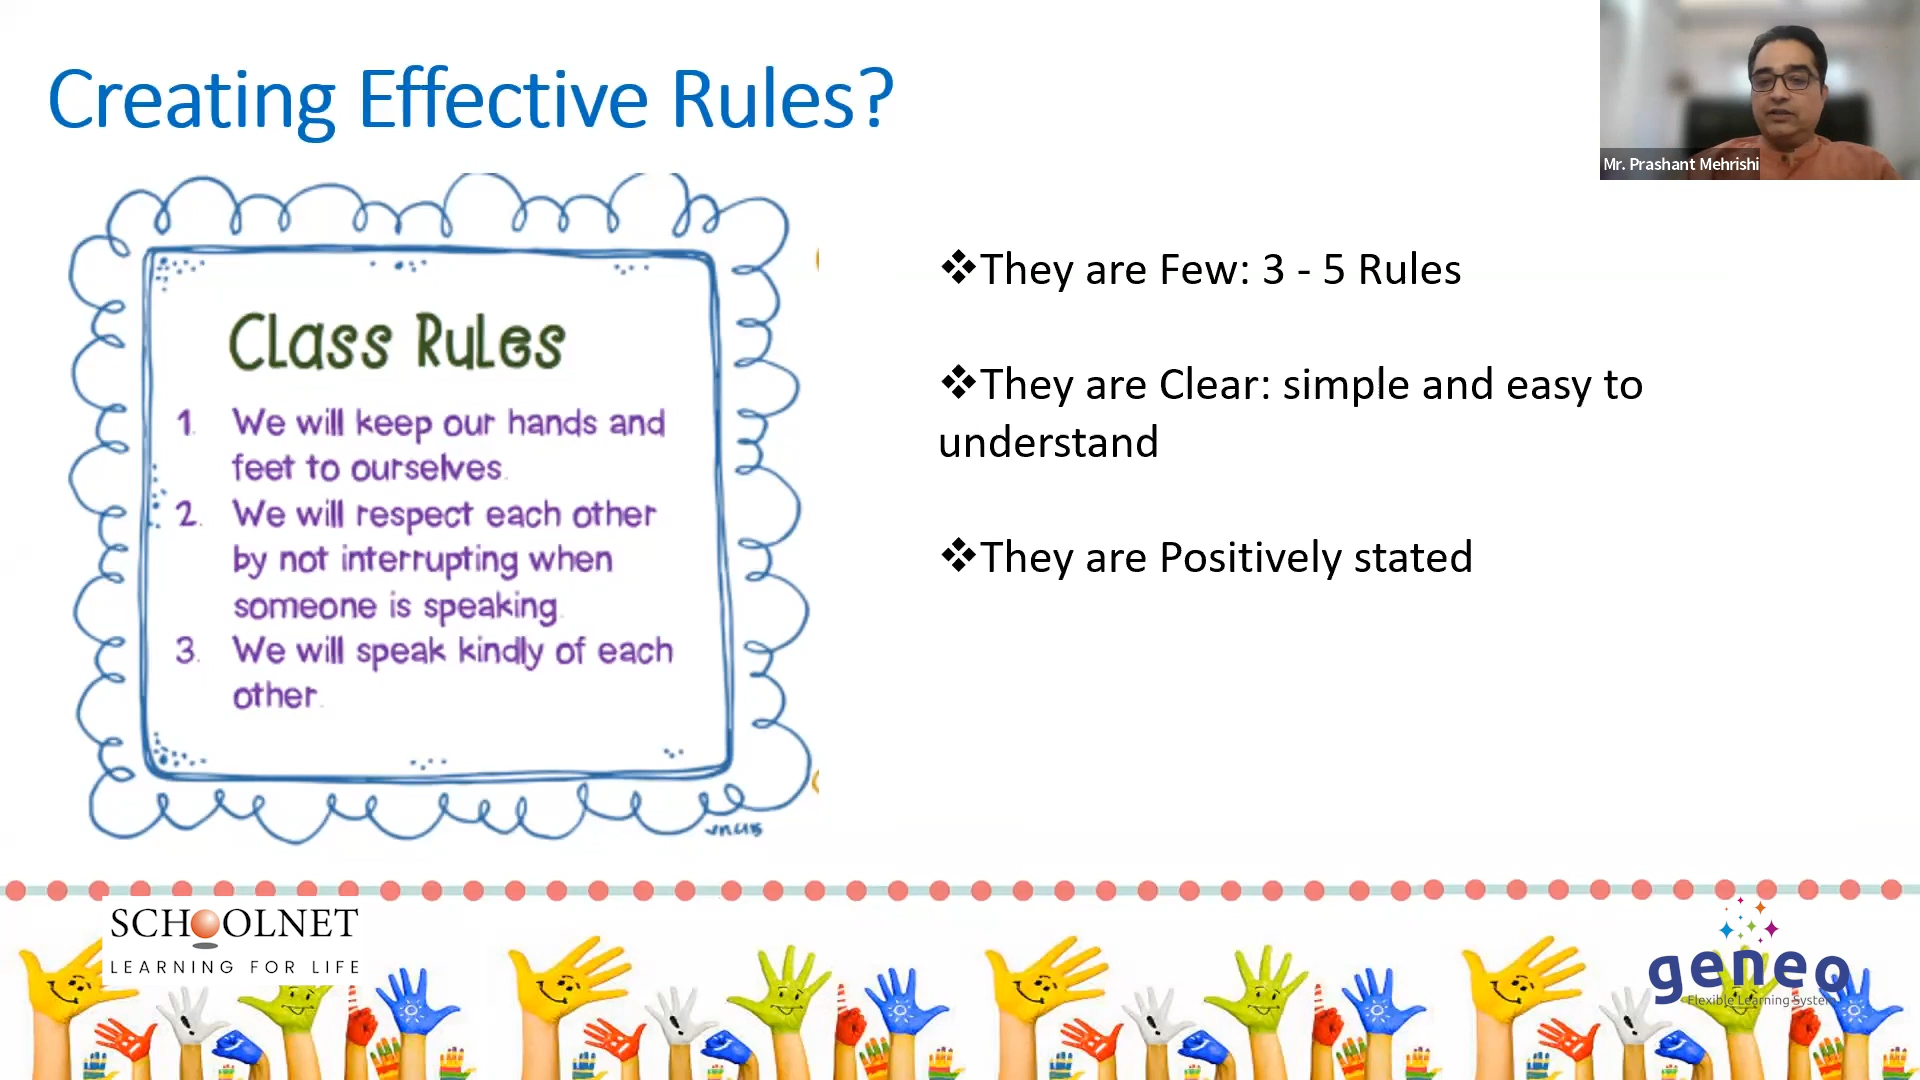 Creating Effective Rules?
Mr. Prashant Mehrishi
Class Rules
1. We will keep our hands and
feet to ourselves.
2. We will respect each other
by not interrupting when
someone is speaking.
3. We will speak kindly of each
other.
❖They are Few: 3 - 5 Rules
❖They are Clear: simple and easy to
understand
❖They are Positively stated
SCHOOLNET
LEARNING FOR LIFE
geneo
Flexible Learning System